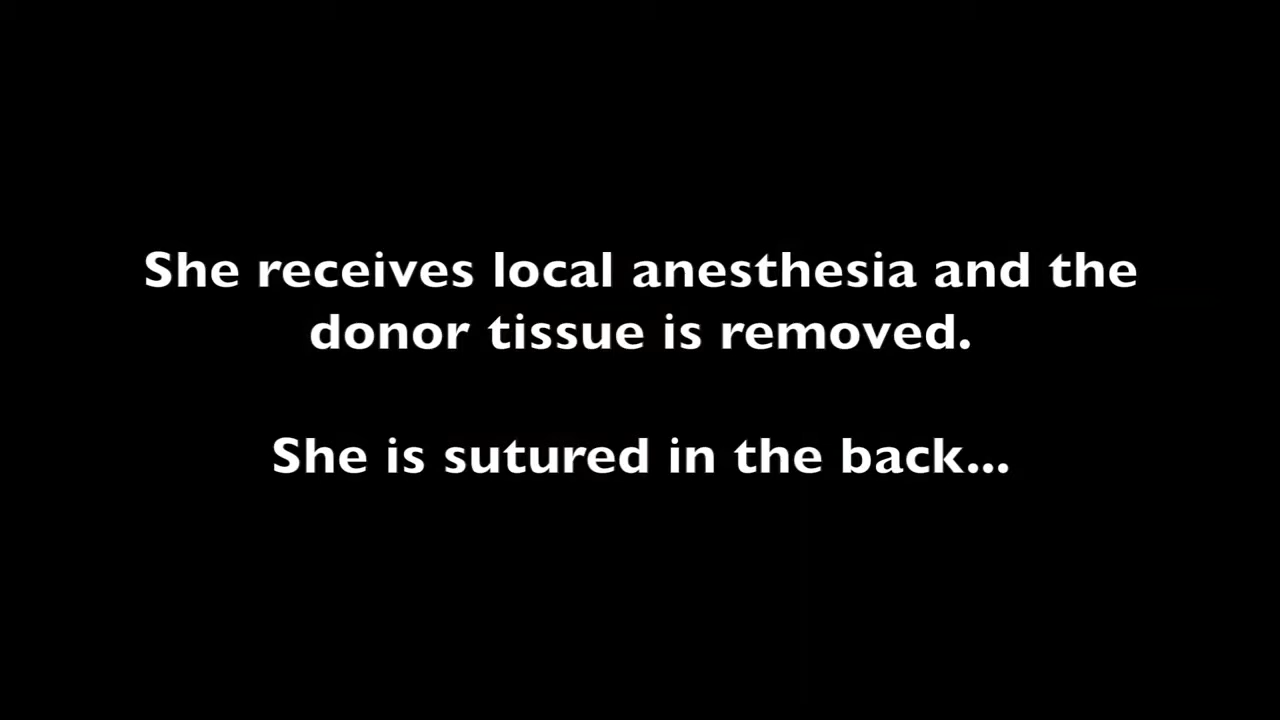 She receives local anesthesia and the
donor tissue is removed.
She is sutured in the back...